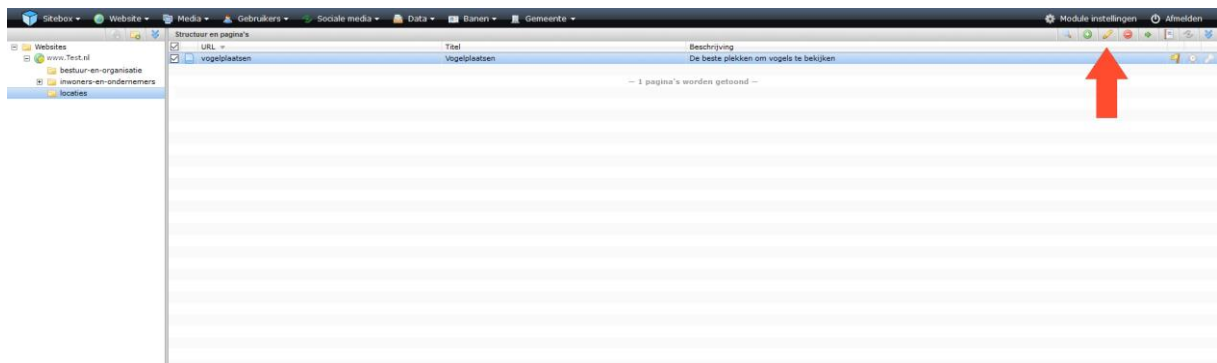 Sitebox Website Media Gebruikers Sociale media Data Banen Gemeente Module instellingen Afmelden
Structuur en pagina's
Websites
www.Test.nl
bestuur-en-organisatie
inwoners-en-ondernemers
locaties
URL Titel Beschrijving
vogelplaatsen Vogelplaatsen De beste plekken om vogels te bekijken
— 1 pagina's worden getoond —